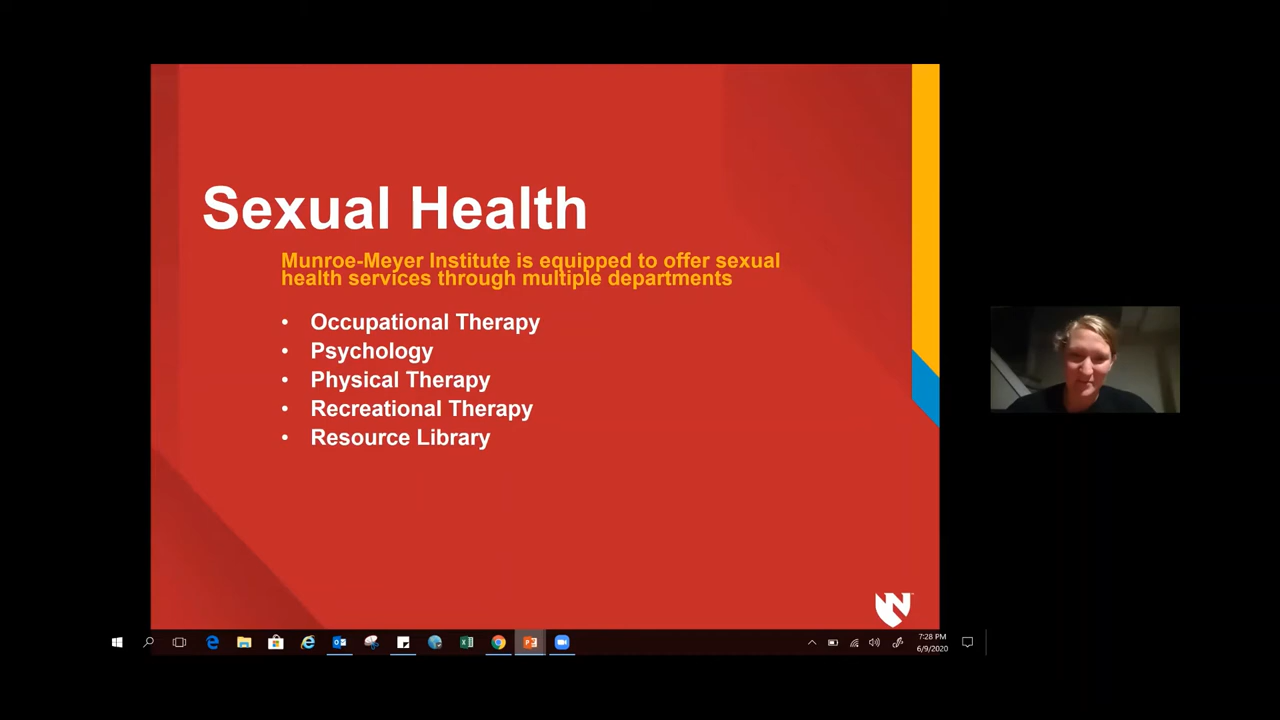 Sexual Health
Munroe-Meyer Institute is equipped to offer sexual
health services through multiple departments
• Occupational Therapy
• Psychology
• Physical Therapy
• Recreational Therapy
• Resource Library
7:28 PM
6/9/2020